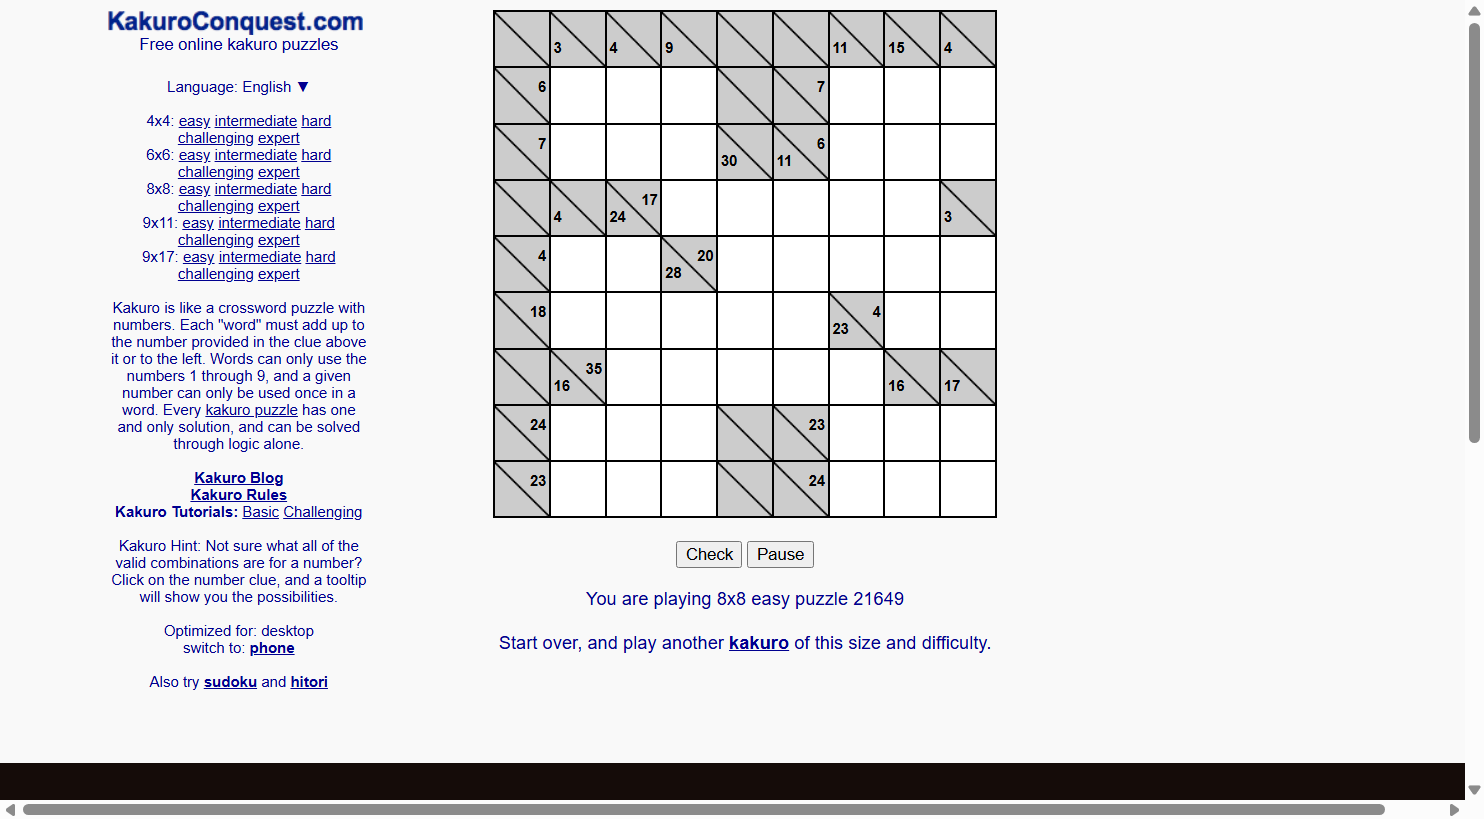 KakuroConquest.com
Free online kakuro puzzles
Language: English ▼
4x4: easy intermediate hard
challenging expert
6x6: easy intermediate hard
challenging expert
8x8: easy intermediate hard
challenging expert
9x11: easy intermediate hard
challenging expert
9x17: easy intermediate hard
challenging expert
Kakuro is like a crossword puzzle with
numbers. Each "word" must add up to
the number provided in the clue above
it or to the left. Words can only use the
numbers 1 through 9, and a given
number can only be used once in a
word. Every kakuro puzzle has one
and only solution, and can be solved
through logic alone.
Kakuro Blog
Kakuro Rules
Kakuro Tutorials: Basic Challenging
Kakuro Hint: Not sure what all of the
valid combinations are for a number?
Click on the number clue, and a tooltip
will show you the possibilities.
Optimized for: desktop
switch to: phone
Also try sudoku and hitori
3 4 9 11 15 4
6 7
7 30 11 6
4 24 17 3
4 28 20
18 23 4
16 35 16 17
24 23
23 24
Check Pause
You are playing 8x8 easy puzzle 21649
Start over, and play another kakuro of this size and difficulty.